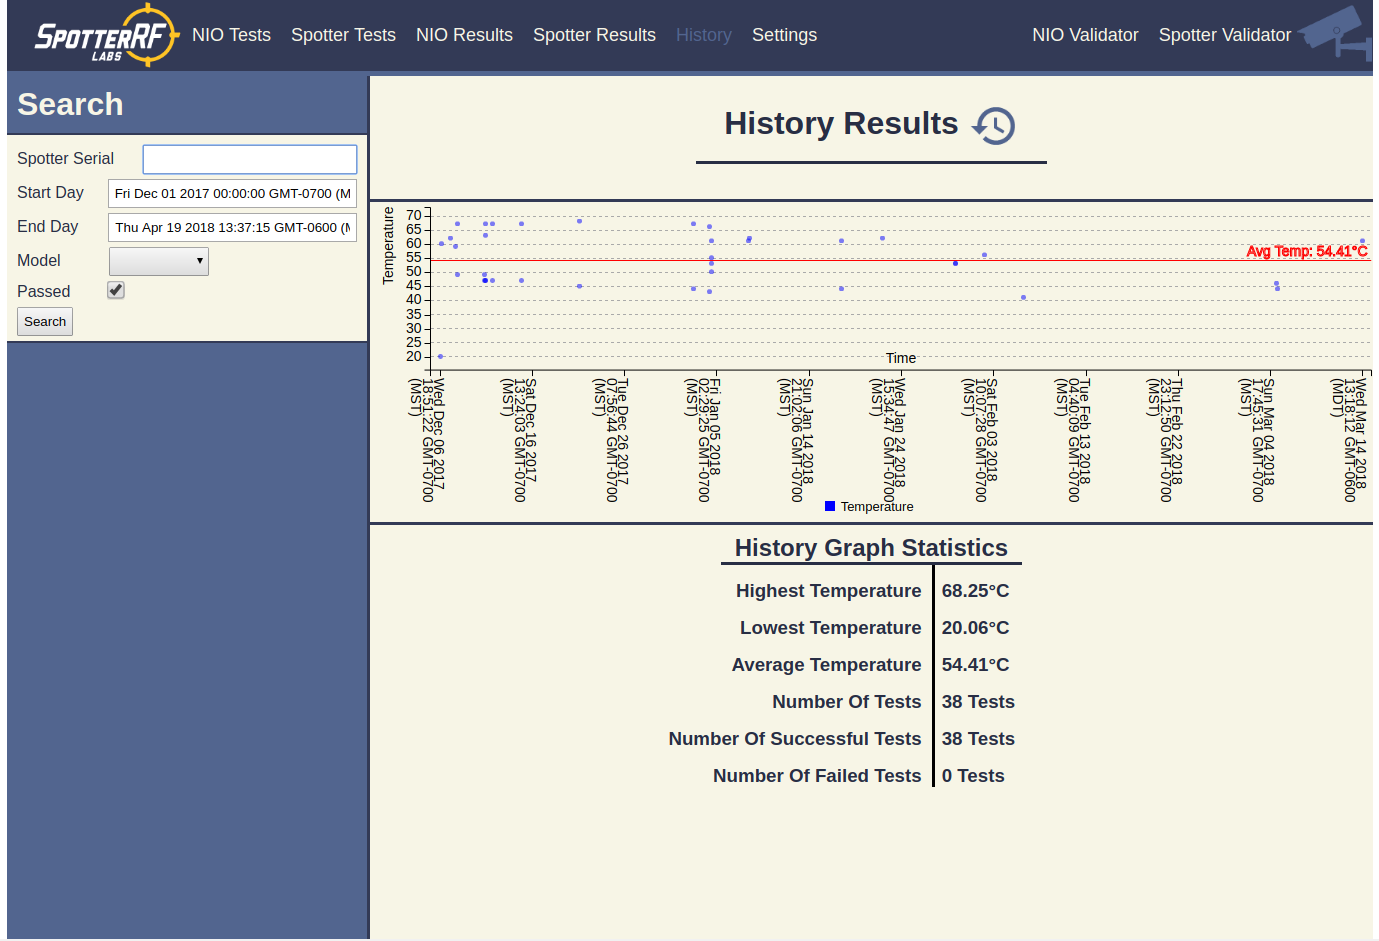 SPOTTERRF
LABS
NIO Tests
Spotter Tests
NIO Results
Spotter Results
History
Settings
NIO Validator
Spotter Validator
Search
Spotter Serial
Start Day
Fri Dec 01 2017 00:00:00 GMT-0700 (M
End Day
Thu Apr 19 2018 13:37:15 GMT-0600 (M
Model
Passed
Search
History Results
Temperature
70
65
60
55
50
45
40
35
30
25
20
Avg Temp: 54.41°C
Time
Wed Dec 06 2017
18:51:22 GMT-0700
(MST)
Sat Dec 16 2017
13:24:03 GMT-0700
(MST)
Tue Dec 26 2017
07:56:44 GMT-0700
(MST)
Fri Jan 05 2018
02:29:25 GMT-0700
(MST)
Sun Jan 14 2018
21:02:06 GMT-0700
(MST)
Wed Jan 24 2018
15:34:47 GMT-0700
(MST)
Sat Feb 03 2018
10:07:28 GMT-0700
(MST)
Tue Feb 13 2018
04:40:09 GMT-0700
(MST)
Thu Feb 22 2018
23:12:50 GMT-0700
(MST)
Sun Mar 04 2018
17:45:31 GMT-0700
(MST)
Wed Mar 14 2018
13:18:12 GMT-0600
(MDT)
Temperature
History Graph Statistics
Highest Temperature 68.25°C
Lowest Temperature 20.06°C
Average Temperature 54.41°C
Number Of Tests 38 Tests
Number Of Successful Tests 38 Tests
Number Of Failed Tests 0 Tests